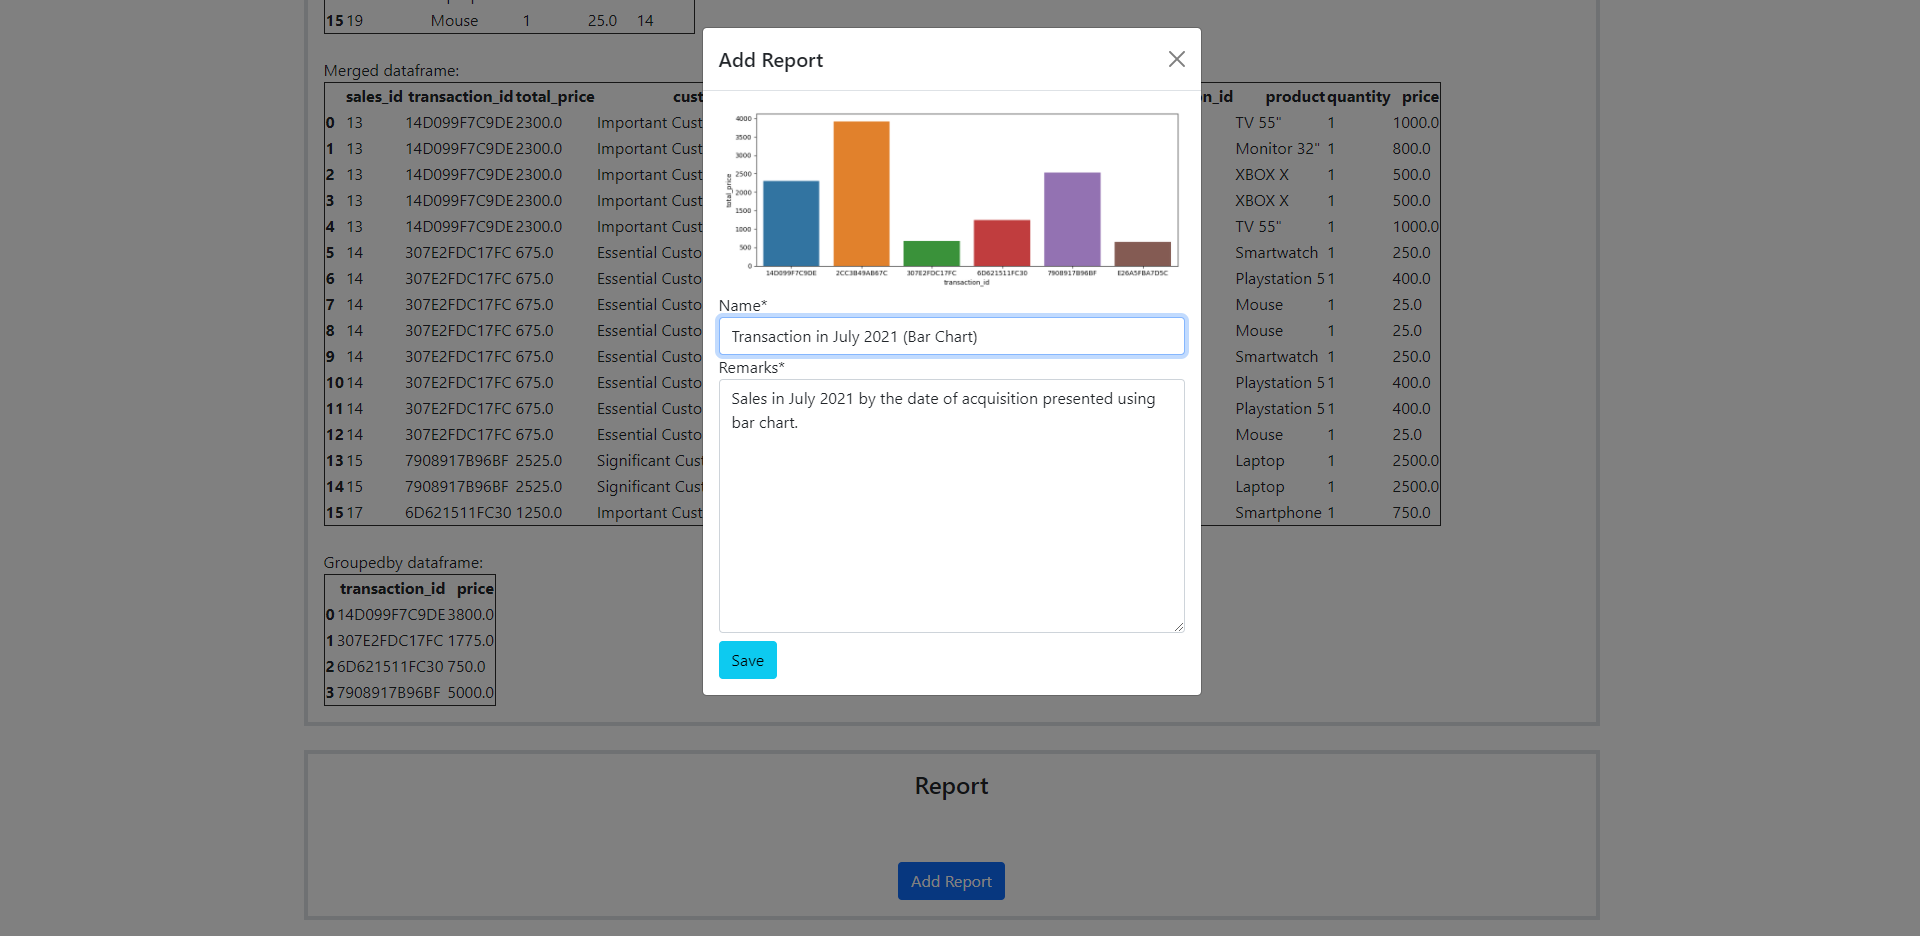 15 19 Mouse 1 25.0 14
Merged dataframe:
sales_id transaction_id total_price cust
0 13 14D099F7C9DE 2300.0 Important Cust
1 13 14D099F7C9DE 2300.0 Important Cust
2 13 14D099F7C9DE 2300.0 Important Cust
3 13 14D099F7C9DE 2300.0 Important Cust
4 13 14D099F7C9DE 2300.0 Important Cust
5 14 307E2FDC17FC 675.0 Essential Custo
6 14 307E2FDC17FC 675.0 Essential Custo
7 14 307E2FDC17FC 675.0 Essential Custo
8 14 307E2FDC17FC 675.0 Essential Custo
9 14 307E2FDC17FC 675.0 Essential Custo
10 14 307E2FDC17FC 675.0 Essential Custo
11 14 307E2FDC17FC 675.0 Essential Custo
12 14 307E2FDC17FC 675.0 Essential Custo
13 15 7908917B96BF 2525.0 Significant Cust
14 15 7908917B96BF 2525.0 Significant Cust
15 17 6D621511FC30 1250.0 Important Cust
n_id product quantity price
TV 55" 1 1000.0
Monitor 32" 1 800.0
XBOX X 1 500.0
XBOX X 1 500.0
TV 55" 1 1000.0
Smartwatch 1 250.0
Playstation 5 1 400.0
Mouse 1 25.0
Mouse 1 25.0
Smartwatch 1 250.0
Playstation 5 1 400.0
Playstation 5 1 400.0
Mouse 1 25.0
Laptop 1 2500.0
Laptop 1 2500.0
Smartphone 1 750.0
Groupedby dataframe:
transaction_id price
0 14D099F7C9DE 3800.0
1 307E2FDC17FC 1775.0
2 6D621511FC30 750.0
3 7908917B96BF 5000.0
Add Report
4000
3500
3000
2500
2000
1500
1000
500
0
total_price
14D099F7C9DE 2CC3B49AB67C 307E2FDC17FC 6D621511FC30 7908917B96BF E26A5FBA7D5C
transaction_id
Name*
Transaction in July 2021 (Bar Chart)
Remarks*
Sales in July 2021 by the date of acquisition presented using
bar chart.
Save
Report
Add Report